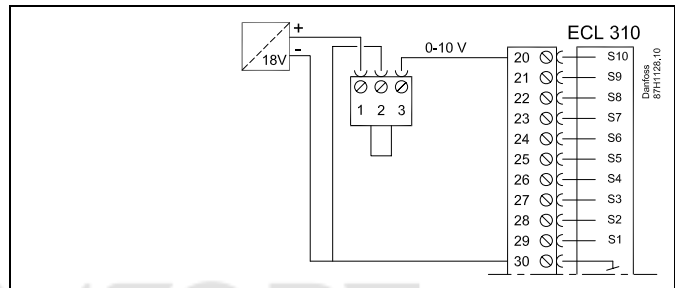 ECL 310
+
-
18V
0-10 V
1 2 3
20 S10
21 S9
22 S8
23 S7
24 S6
25 S5
26 S4
27 S3
28 S2
29 S1
30
Danfoss
87H1128.10